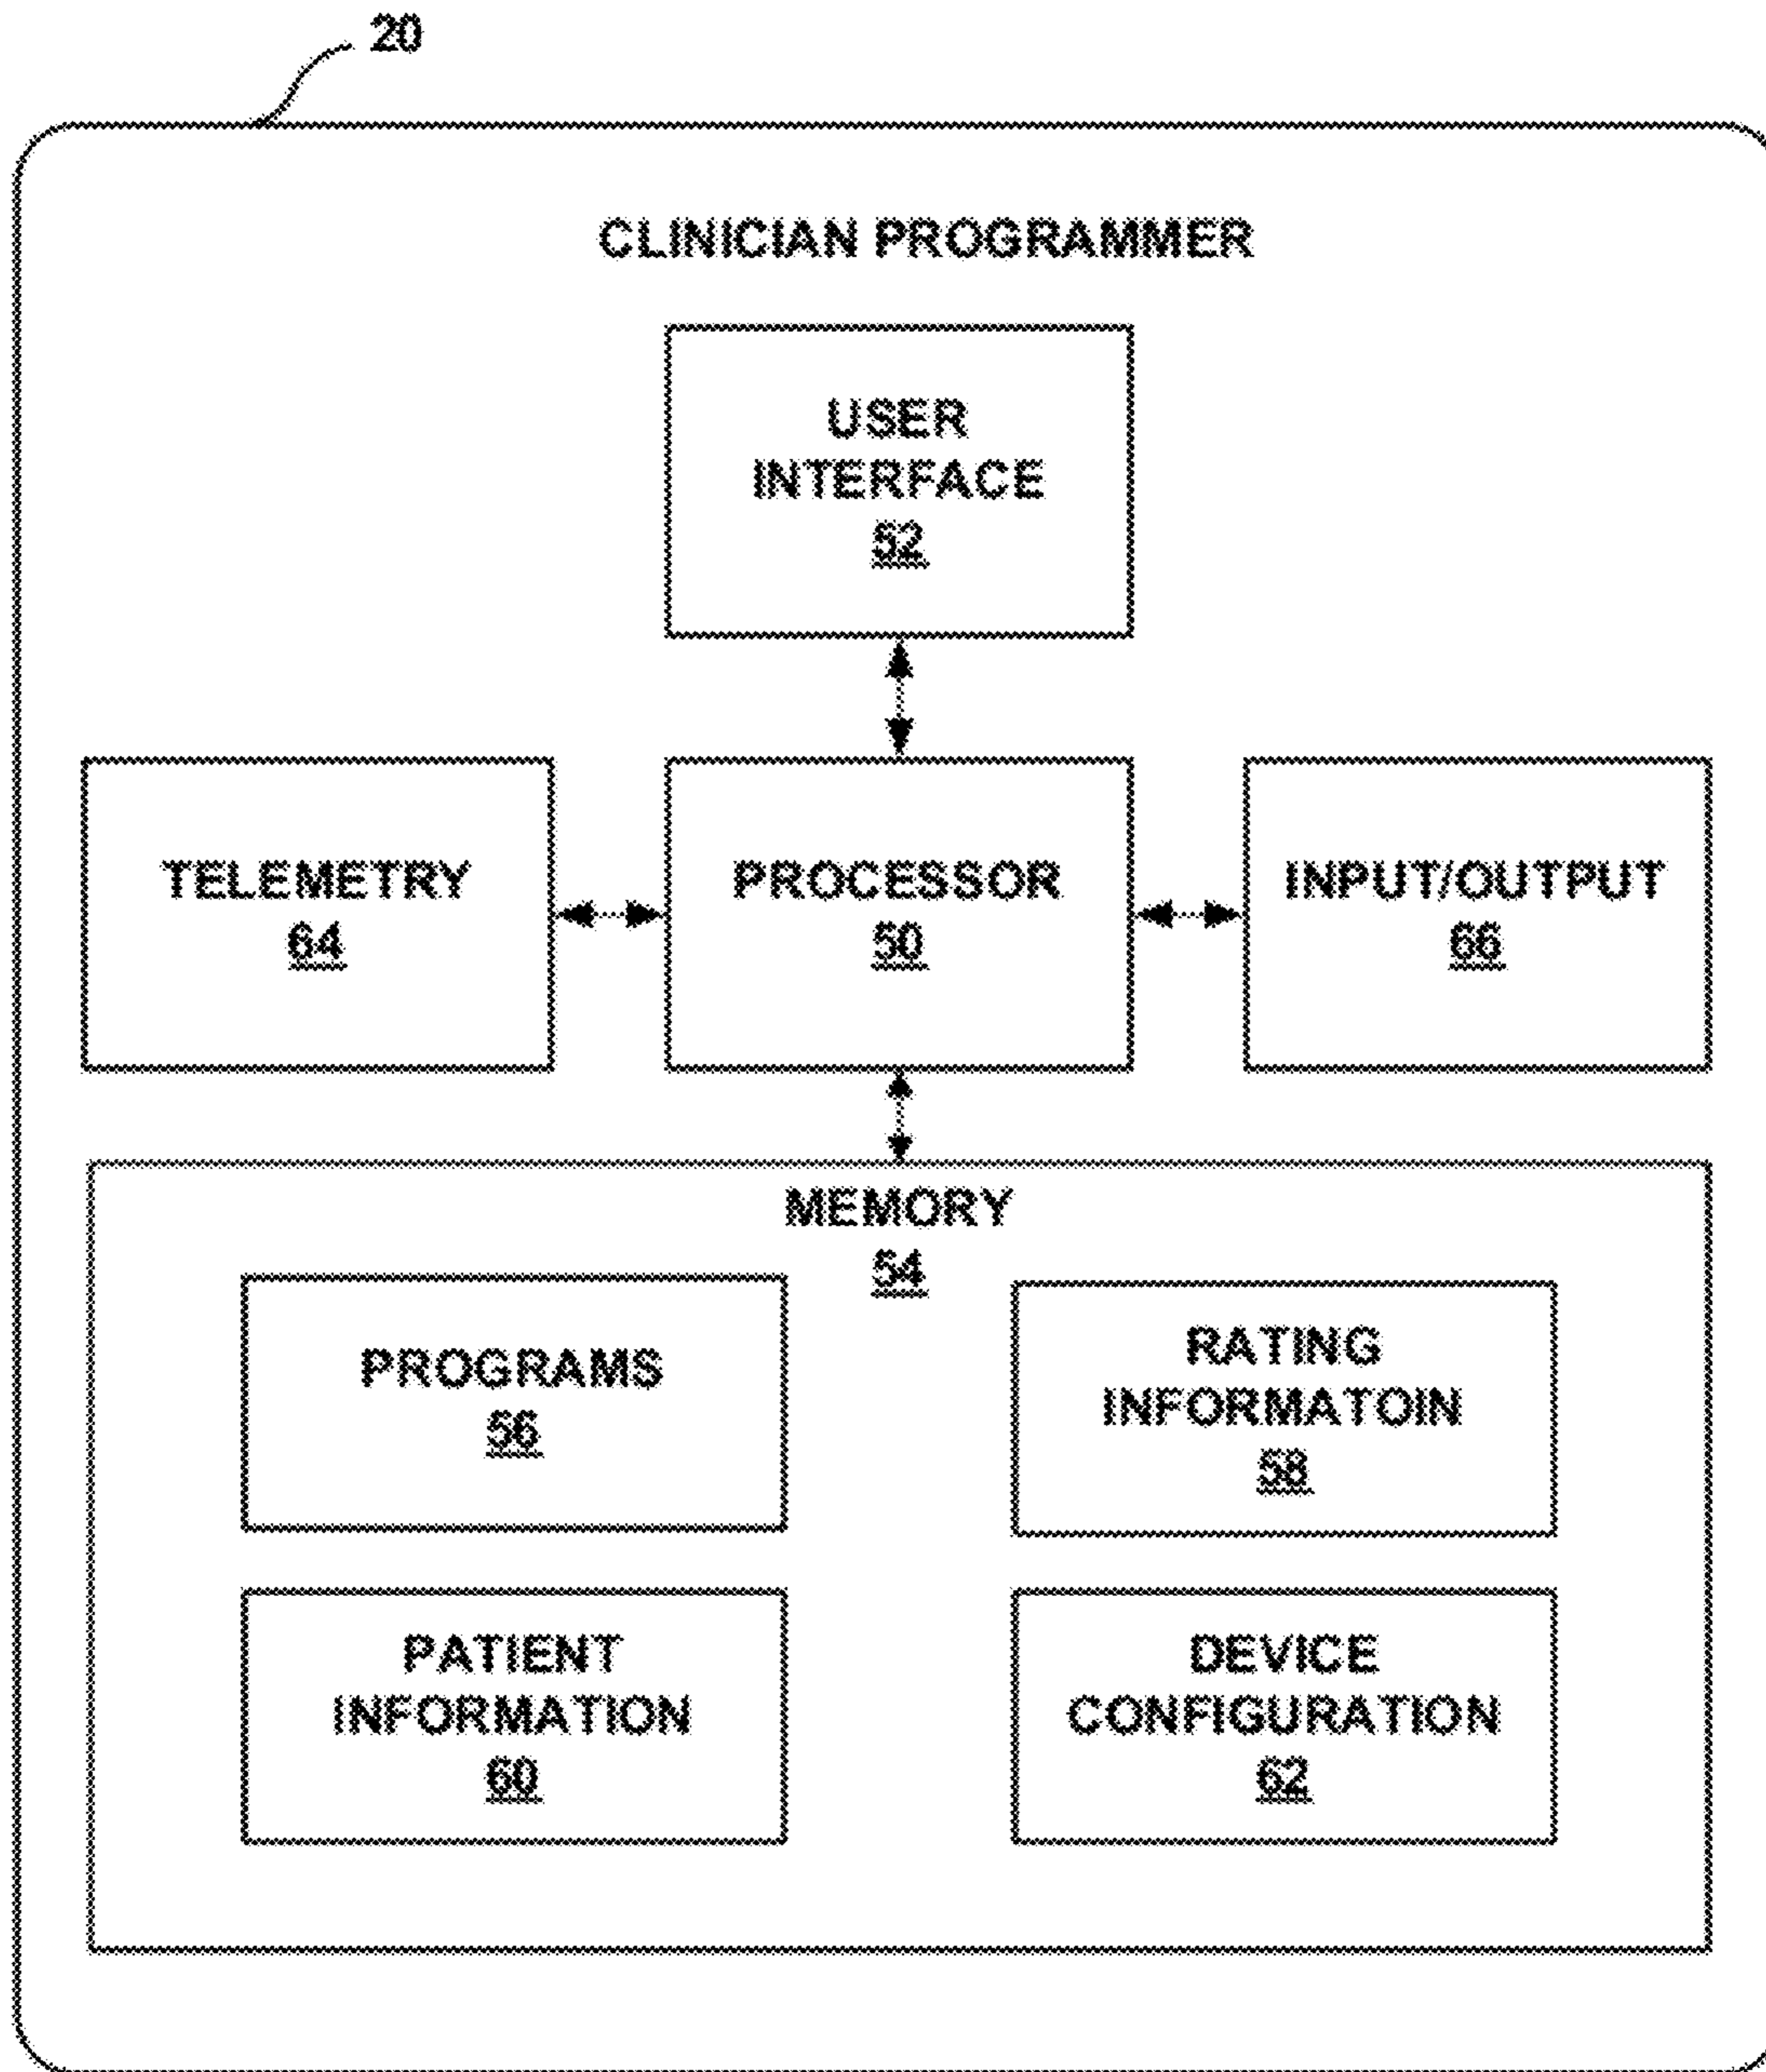 20
CLINICIAN PROGRAMMER
USER
INTERFACE
52
TELEMETRY
64
PROCESSOR
50
INPUT/OUTPUT
66
MEMORY
54
PROGRAMS
56
RATING
INFORMATOIN
58
PATIENT
INFORMATION
60
DEVICE
CONFIGURATION
62